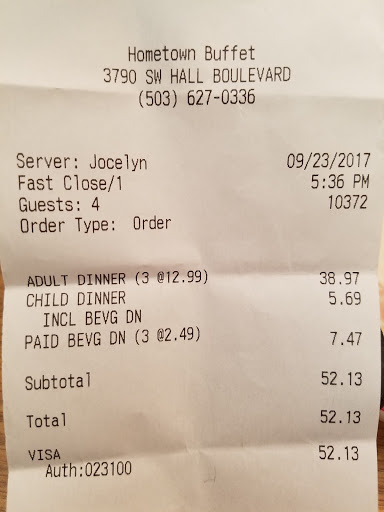 Hometown Buffet
3790 SW HALL BOULEVARD
(503) 627-0336
Server: Jocelyn 09/23/2017
Fast Close/1 5:36 PM
Guests: 4 10372
Order Type: Order
ADULT DINNER (3 @12.99) 38.97
CHILD DINNER 5.69
INCL BEVG DN
PAID BEVG DN (3 @2.49) 7.47
Subtotal 52.13
Total 52.13
VISA 52.13
Auth:023100